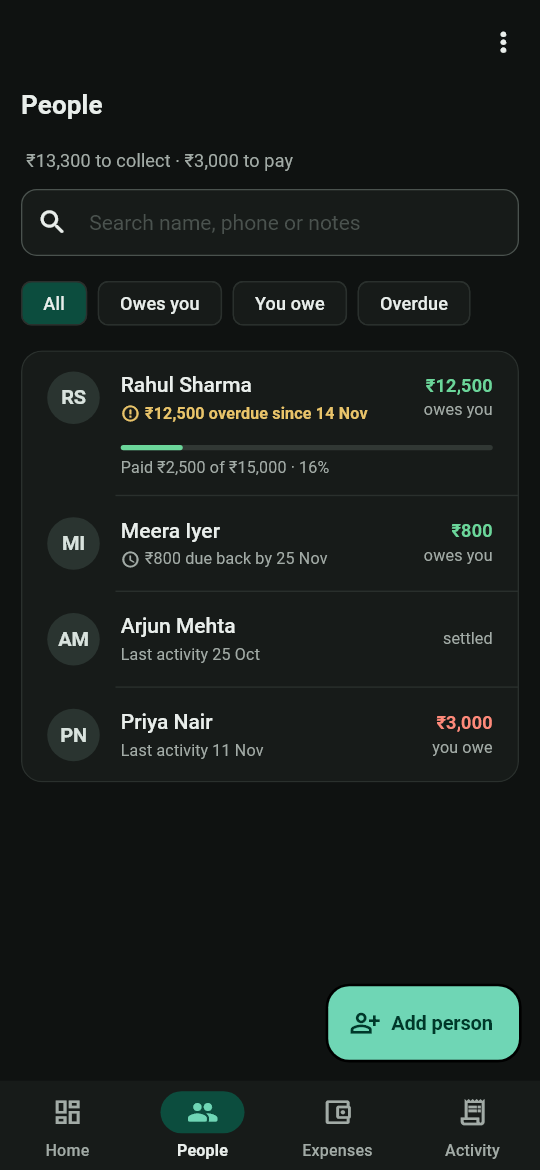 People
₹13,300 to collect · ₹3,000 to pay
Search name, phone or notes
All
Owes you
You owe
Overdue
RS
Rahul Sharma
₹12,500
₹12,500 overdue since 14 Nov
owes you
Paid ₹2,500 of ₹15,000 · 16%
MI
Meera Iyer
₹800
₹800 due back by 25 Nov
owes you
AM
Arjun Mehta
settled
Last activity 25 Oct
PN
Priya Nair
₹3,000
Last activity 11 Nov
you owe
Add person
Home
People
Expenses
Activity